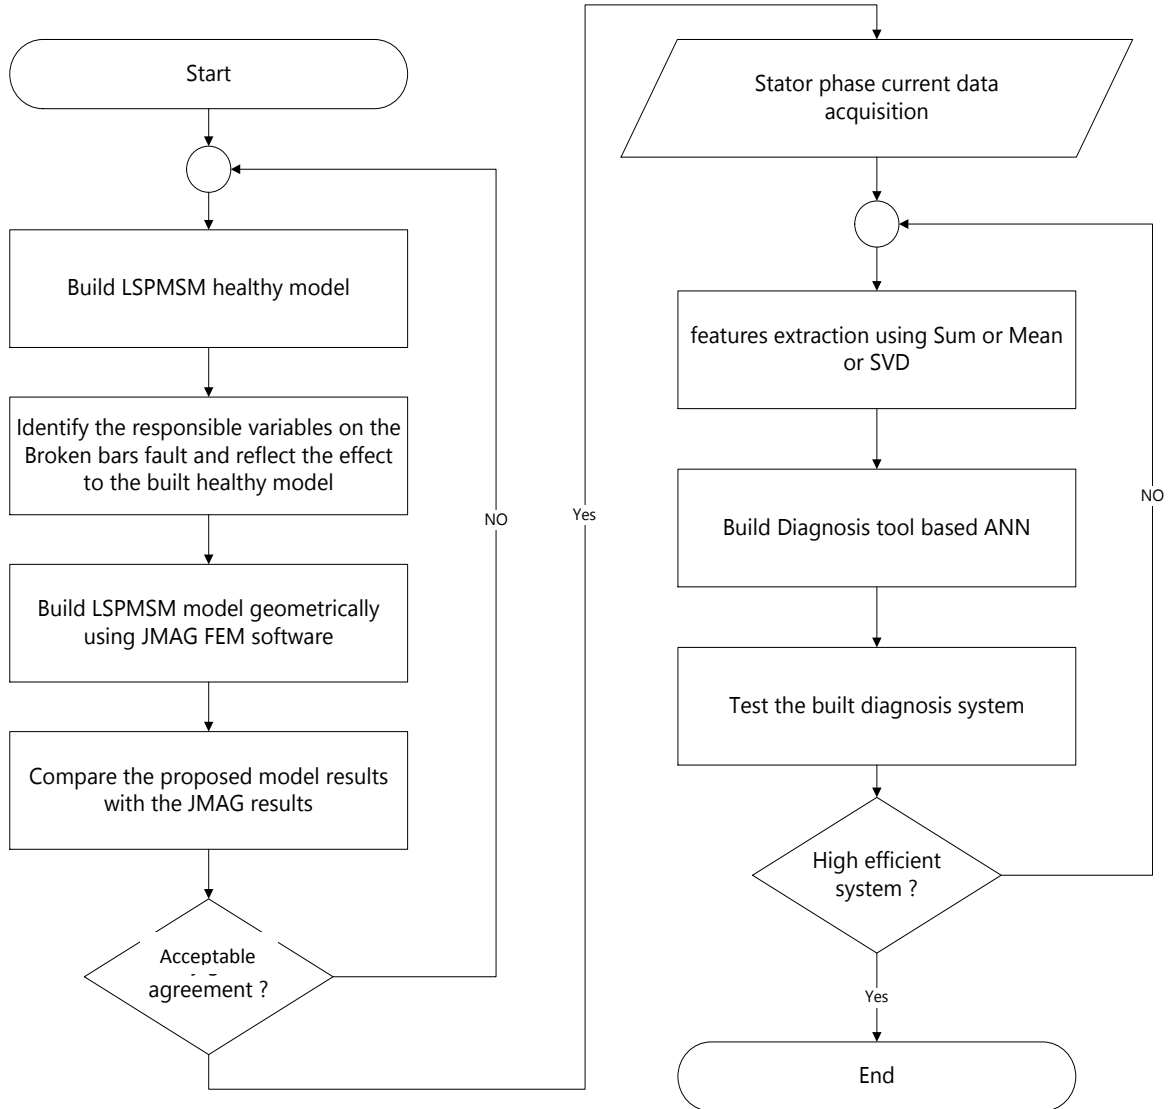 Start
Build LSPMSM healthy model
Identify the responsible variables on the
Broken bars fault and reflect the effect
to the built healthy model
Build LSPMSM model geometrically
using JMAG FEM software
Compare the proposed model results
with the JMAG results
Acceptable
agreement ?
NO
Yes
Stator phase current data
acquisition
features extraction using Sum or Mean
or SVD
Build Diagnosis tool based ANN
Test the built diagnosis system
High efficient
system ?
NO
Yes
End